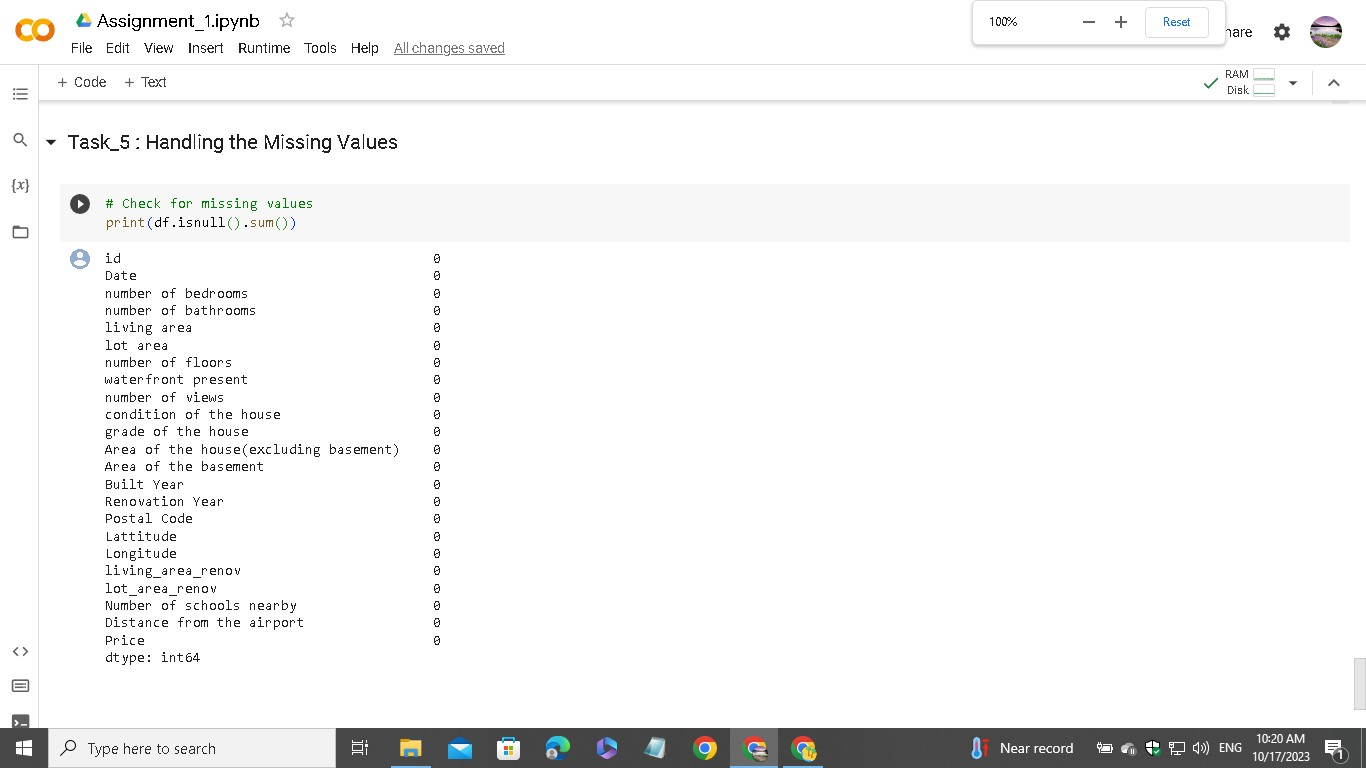 Assignment_1.ipynb
100%
Reset
hare
File Edit View Insert Runtime Tools Help All changes saved
+ Code + Text
RAM
Disk
Task_5 : Handling the Missing Values
{x}
# Check for missing values
print(df.isnull().sum())
id 0
Date 0
number of bedrooms 0
number of bathrooms 0
living area 0
lot area 0
number of floors 0
waterfront present 0
number of views 0
condition of the house 0
grade of the house 0
Area of the house(excluding basement) 0
Area of the basement 0
Built Year 0
Renovation Year 0
Postal Code 0
Lattitude 0
Longitude 0
living_area_renov 0
lot_area_renov 0
Number of schools nearby 0
Distance from the airport 0
Price 0
dtype: int64
Type here to search
Near record
ENG
10:20 AM
10/17/2023
1